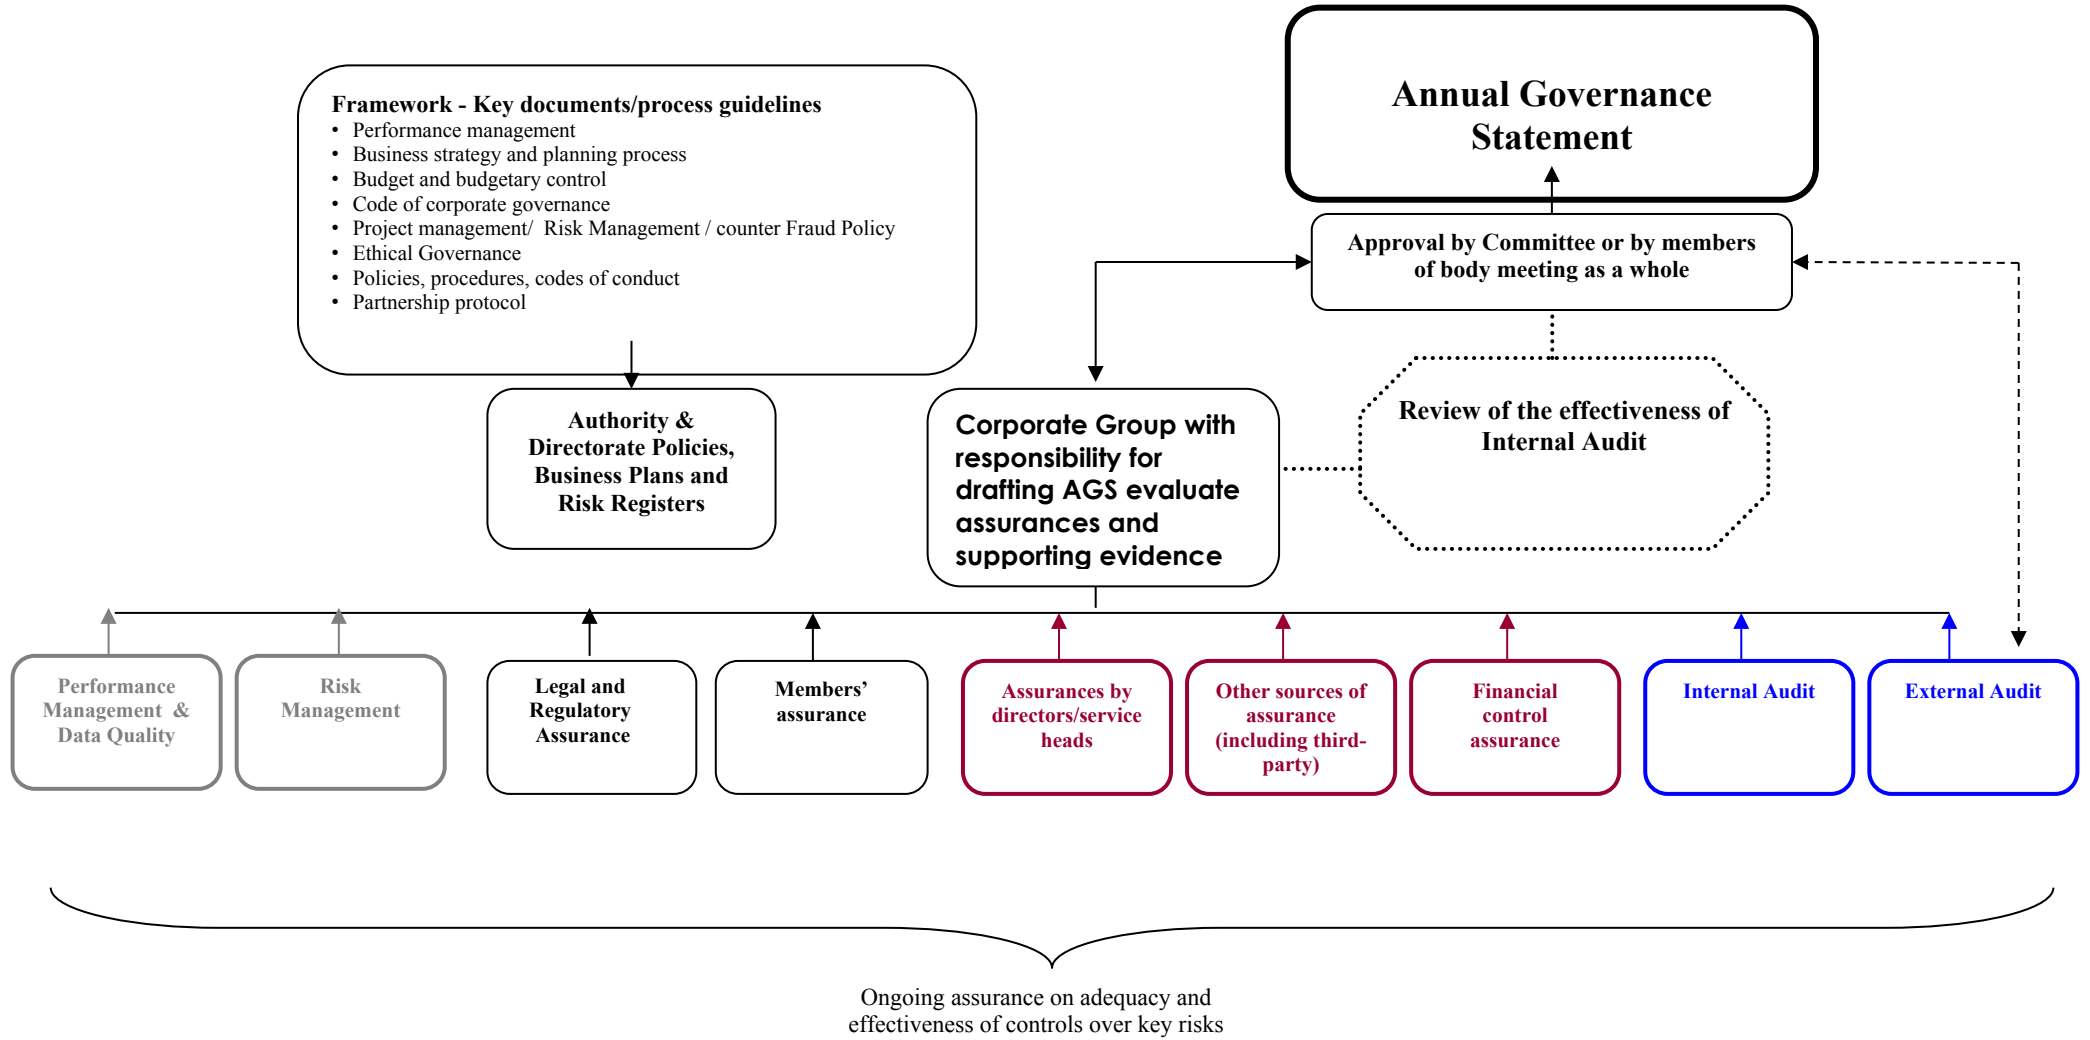 Annual Governance
Statement
Framework - Key documents/process guidelines
• Performance management
• Business strategy and planning process
• Budget and budgetary control
• Code of corporate governance
• Project management/  Risk Management / counter Fraud Policy
• Ethical Governance
• Policies, procedures, codes of conduct
• Partnership protocol
Approval by Committee or by members
of body meeting as a whole
Authority &
Directorate Policies,
Business Plans and
Risk Registers
Corporate Group with
responsibility for
drafting AGS evaluate
assurances and
supporting evidence
Review of the effectiveness of
Internal Audit
Performance
Management  &
Data Quality
Risk
Management
Legal and
Regulatory
Assurance
Members’
assurance
Assurances by
directors/service
heads
Other sources of
assurance
(including third-
party)
Financial
control
assurance
Internal Audit
External Audit
Ongoing assurance on adequacy and
effectiveness of controls over key risks